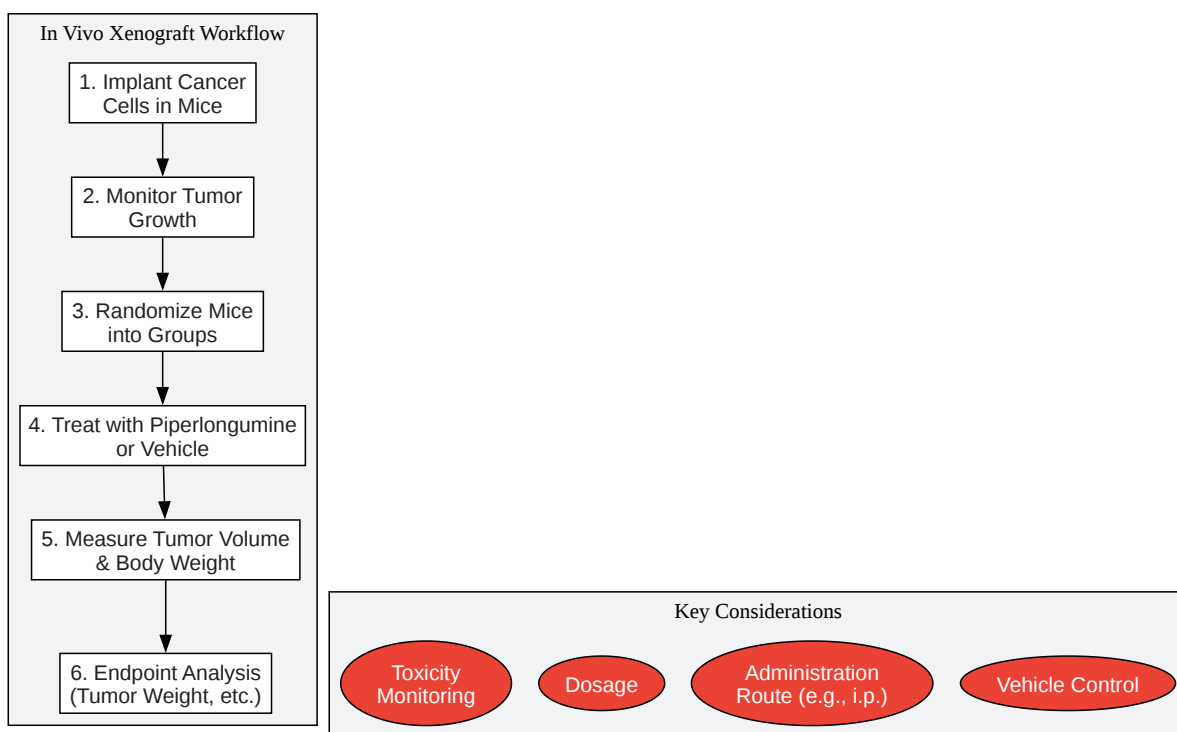 In Vivo Xenograft Workflow
1. Implant Cancer
Cells in Mice
2. Monitor Tumor
Growth
3. Randomize Mice
into Groups
4. Treat with Piperlongumine
or Vehicle
5. Measure Tumor Volume
& Body Weight
6. Endpoint Analysis
(Tumor Weight, etc.)
Key Considerations
Toxicity
Monitoring
Dosage
Administration
Route (e.g., i.p.)
Vehicle Control